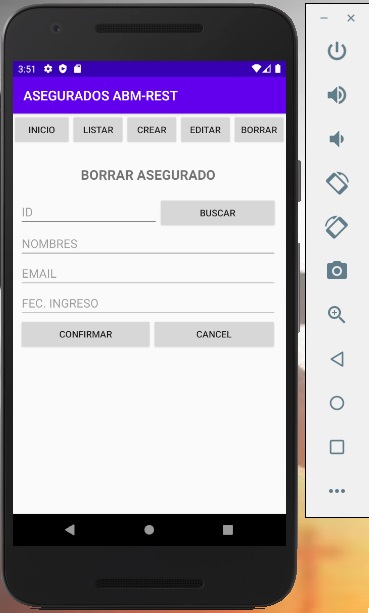 3:51
ASEGURADOS ABM-REST
INICIO LISTAR CREAR EDITAR BORRAR
BORRAR ASEGURADO
ID BUSCAR
NOMBRES
EMAIL
FEC. INGRESO
CONFIRMAR CANCEL